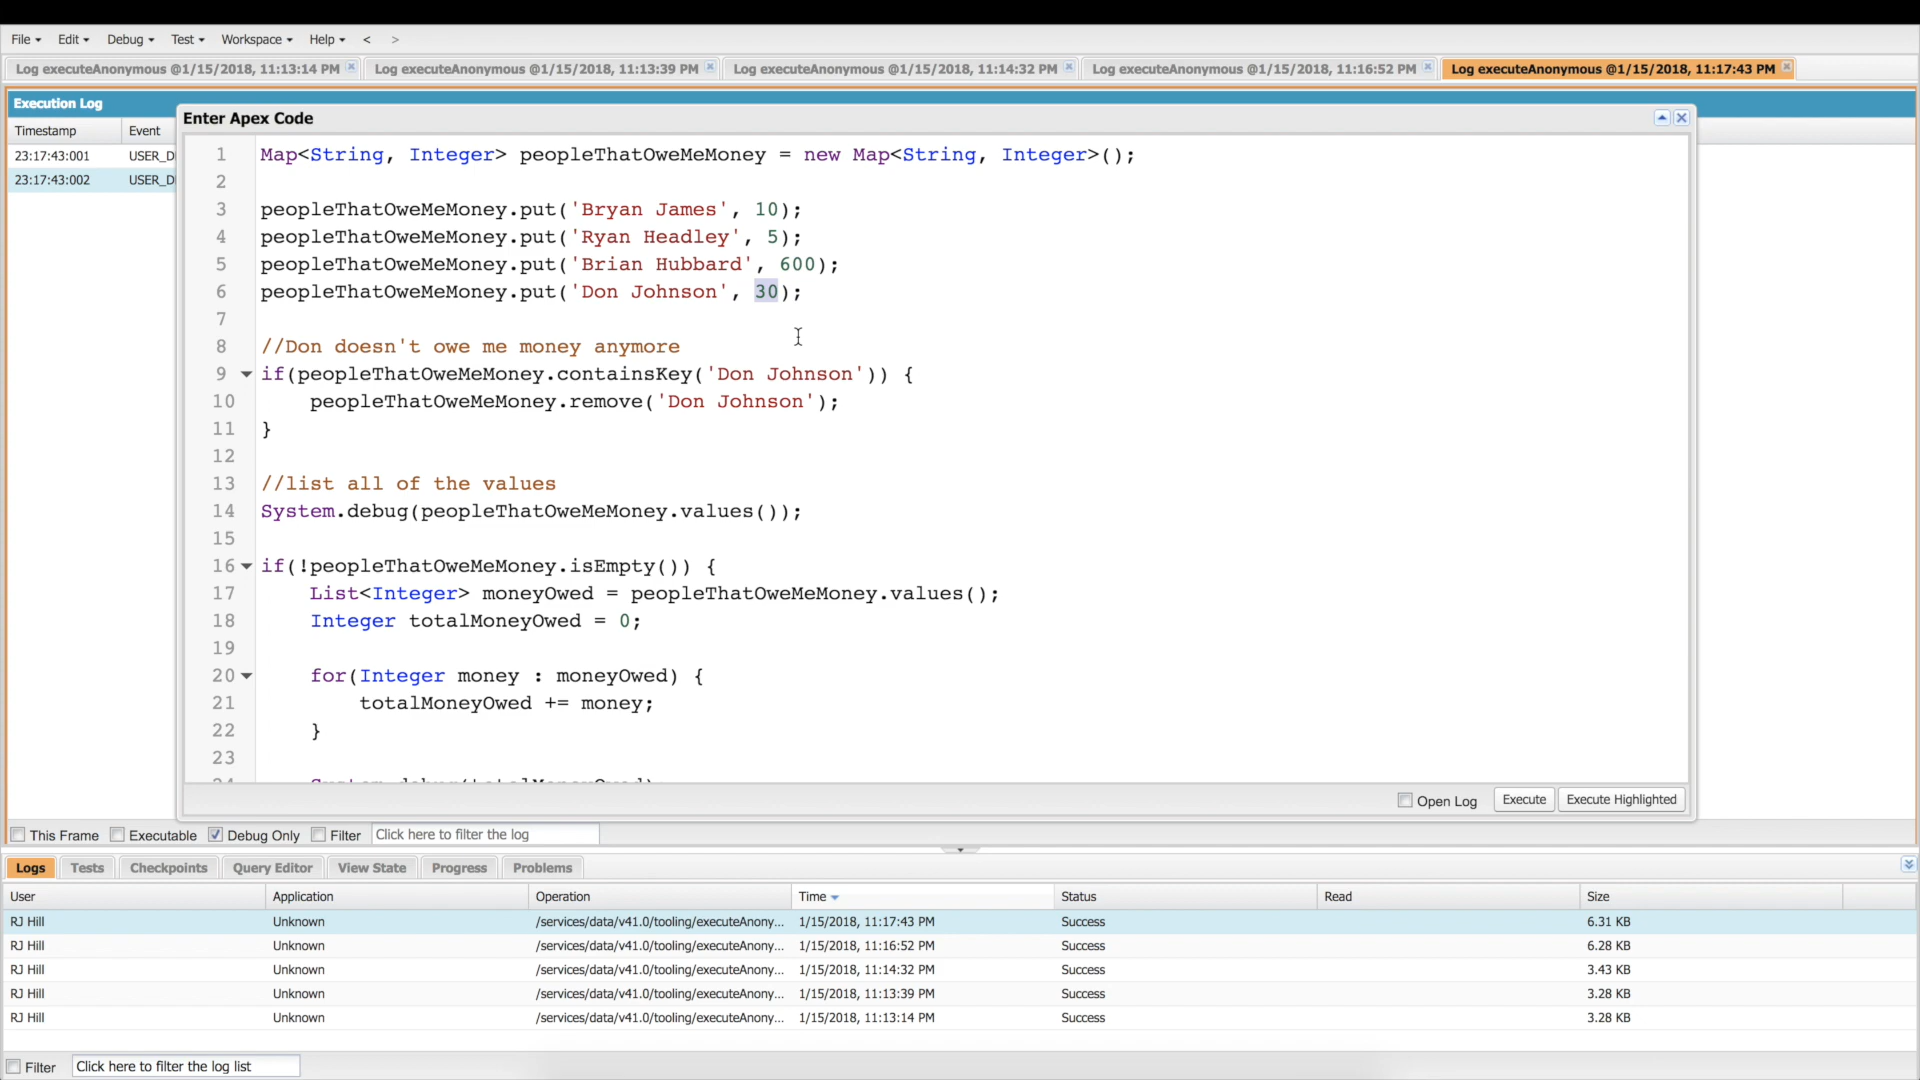 File Edit Debug Test Workspace Help < >
Log executeAnonymous @1/15/2018, 11:13:14 PM Log executeAnonymous @1/15/2018, 11:13:39 PM Log executeAnonymous @1/15/2018, 11:14:32 PM Log executeAnonymous @1/15/2018, 11:16:52 PM Log executeAnonymous @1/15/2018, 11:17:43 PM
Execution Log
Timestamp Event
23:17:43:001 USER_D
23:17:43:002 USER_D
Enter Apex Code
1 Map<String, Integer> peopleThatOweMeMoney = new Map<String, Integer>();
2
3 peopleThatOweMeMoney.put('Bryan James', 10);
4 peopleThatOweMeMoney.put('Ryan Headley', 5);
5 peopleThatOweMeMoney.put('Brian Hubbard', 600);
6 peopleThatOweMeMoney.put('Don Johnson', 30);
7
8 //Don doesn't owe me money anymore
9 if(peopleThatOweMeMoney.containsKey('Don Johnson')) {
10 peopleThatOweMeMoney.remove('Don Johnson');
11 }
12
13 //list all of the values
14 System.debug(peopleThatOweMeMoney.values());
15
16 if(!peopleThatOweMeMoney.isEmpty()) {
17 List<Integer> moneyOwed = peopleThatOweMeMoney.values();
18 Integer totalMoneyOwed = 0;
19
20 for(Integer money : moneyOwed) {
21 totalMoneyOwed += money;
22 }
23
Open Log Execute Execute Highlighted
This Frame Executable Debug Only Filter Click here to filter the log
Logs Tests Checkpoints Query Editor View State Progress Problems
User Application Operation Time Status Read Size
RJ Hill Unknown /services/data/v41.0/tooling/executeAnony... 1/15/2018, 11:17:43 PM Success 6.31 KB
RJ Hill Unknown /services/data/v41.0/tooling/executeAnony... 1/15/2018, 11:16:52 PM Success 6.28 KB
RJ Hill Unknown /services/data/v41.0/tooling/executeAnony... 1/15/2018, 11:14:32 PM Success 3.43 KB
RJ Hill Unknown /services/data/v41.0/tooling/executeAnony... 1/15/2018, 11:13:39 PM Success 3.28 KB
RJ Hill Unknown /services/data/v41.0/tooling/executeAnony... 1/15/2018, 11:13:14 PM Success 3.28 KB
Filter Click here to filter the log list